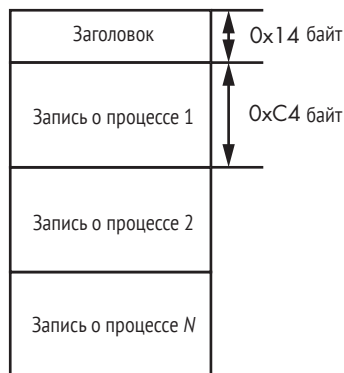 Заголовок
0x14 байт
Запись о процессе 1
0xC4 байт
Запись о процессе 2
Запись о процессе N